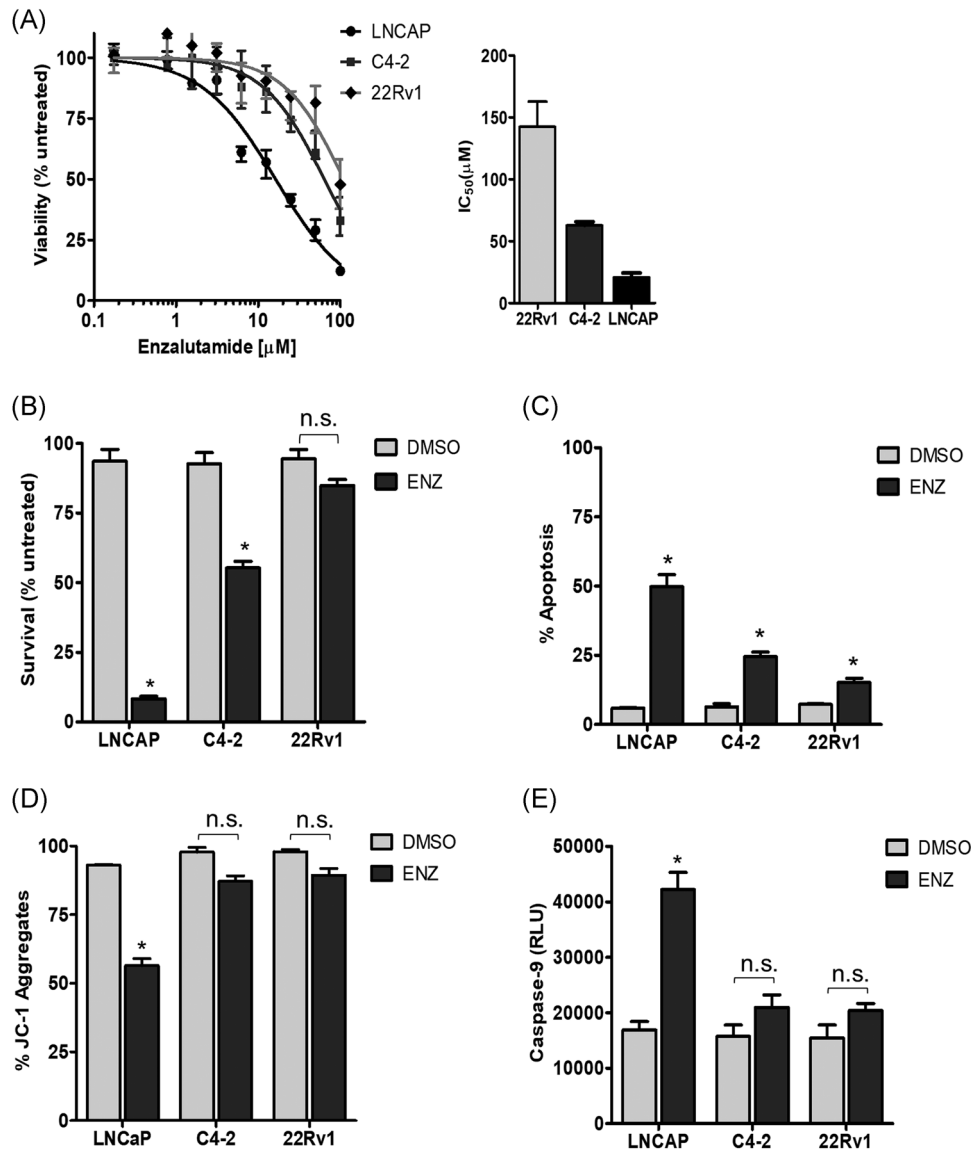 (A)
LNCAP
C4-2
22Rv1
Viability (% untreated)
100
75
50
25
0
0.1 1 10 100
Enzalutamide [μM]
IC50(μM)
200
150
100
50
0
22Rv1 C4-2 LNCAP
(B)
n.s.
DMSO
ENZ
Survival (% untreated)
100
75
50
25
0
*
*
LNCAP C4-2 22Rv1
(C)
DMSO
ENZ
% Apoptosis
100
75
50
25
0
*
*
*
LNCAP C4-2 22Rv1
(D)
n.s. n.s.
DMSO
ENZ
% JC-1 Aggregates
100
75
50
25
0
*
LNCaP C4-2 22Rv1
(E)
DMSO
ENZ
Caspase-9 (RLU)
50000
40000
30000
20000
10000
0
*
n.s. n.s.
LNCAP C4-2 22Rv1